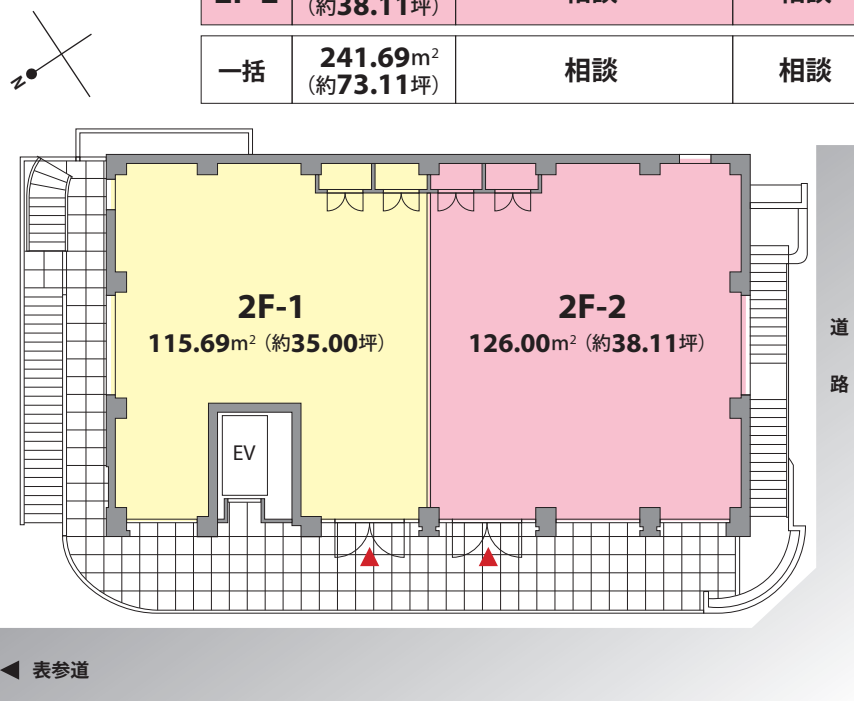 2F-2
(約38.11坪)
相談
相談
一括
241.69m²
(約73.11坪)
相談
相談
N
2F-1
115.69m²（約35.00坪）
2F-2
126.00m²（約38.11坪）
EV
道
路
◀ 表参道